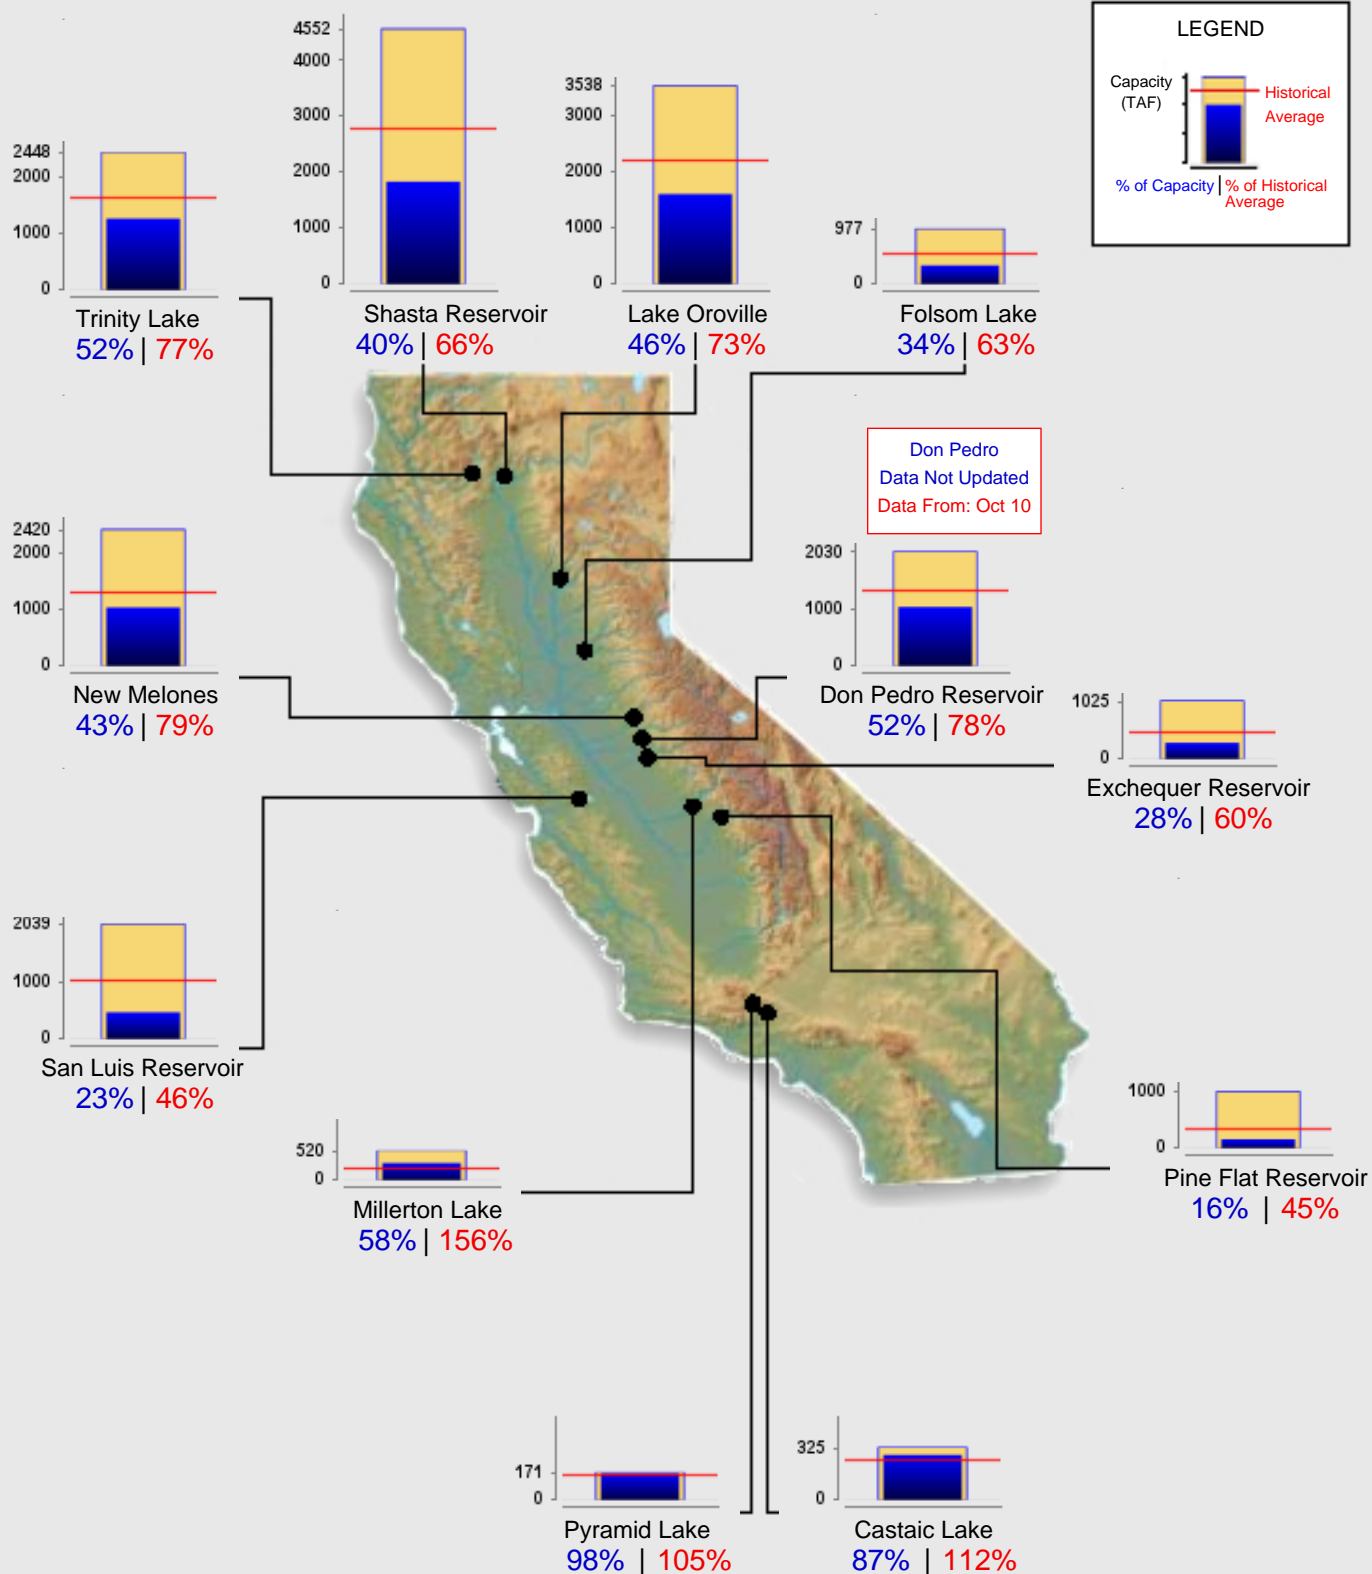 LEGEND
Capacity
(TAF)
Historical
Average
% of Capacity | % of Historical
Average
4552
4000
3000
2000
1000
0
Shasta Reservoir
40% | 66%
3538
3000
2000
1000
0
Lake Oroville
46% | 73%
2448
2000
1000
0
Trinity Lake
52% | 77%
977
0
Folsom Lake
34% | 63%
Don Pedro
Data Not Updated
Data From: Oct 10
2420
2000
1000
0
New Melones
43% | 79%
2030
1000
0
Don Pedro Reservoir
52% | 78%
1025
0
Exchequer Reservoir
28% | 60%
2039
1000
0
San Luis Reservoir
23% | 46%
520
0
Millerton Lake
58% | 156%
1000
0
Pine Flat Reservoir
16% | 45%
171
0
Pyramid Lake
98% | 105%
325
0
Castaic Lake
87% | 112%